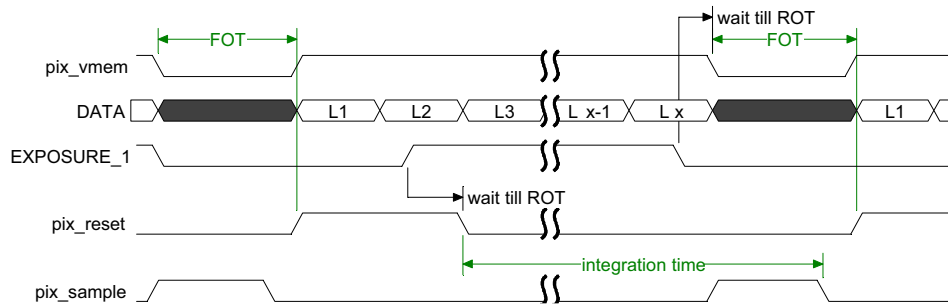 wait till ROT
FOT
FOT
pix_vmem
DATA
L1
L2
L3
L x-1
L x
L1
EXPOSURE_1
wait till ROT
pix_reset
integration time
pix_sample